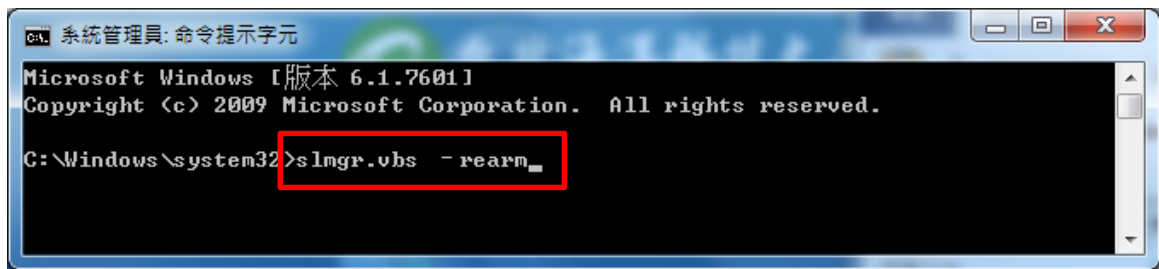 系統管理員: 命令提示字元
Microsoft Windows [版本 6.1.7601]
Copyright (c) 2009 Microsoft Corporation.  All rights reserved.
C:\Windows\system32>slmgr.vbs  -rearm